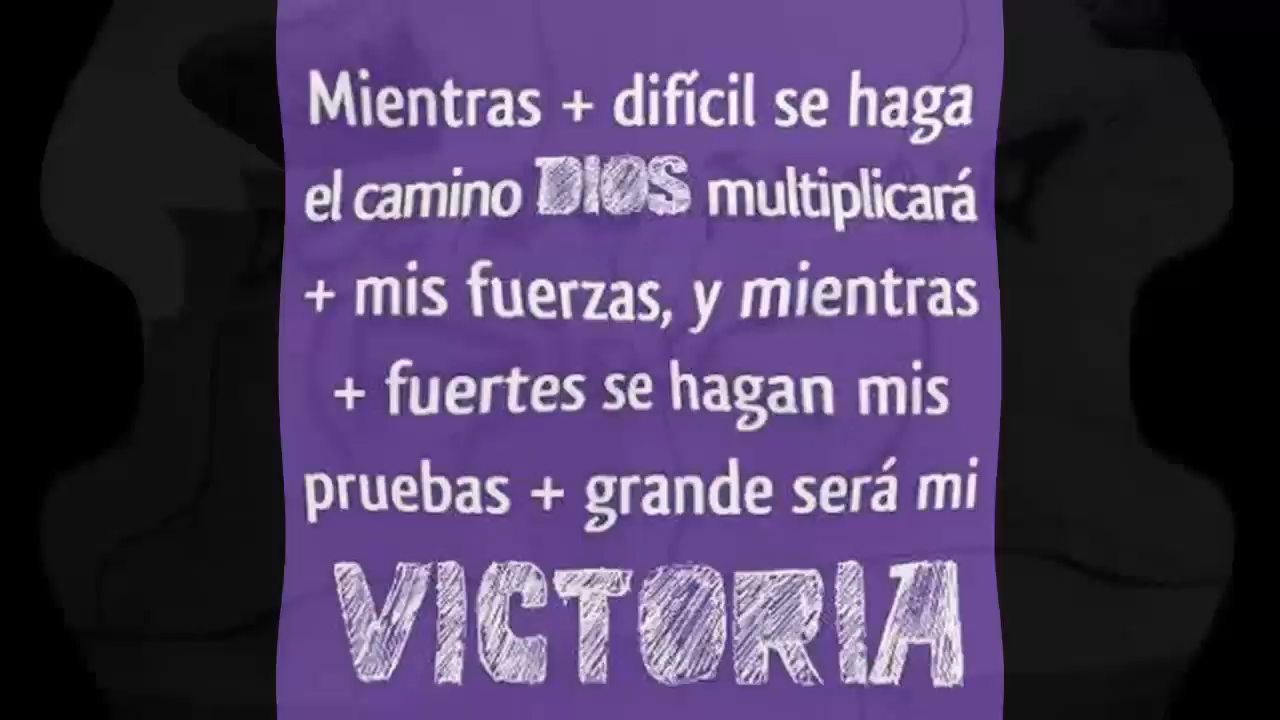 Mientras + difícil se haga
el camino DIOS multiplicará
+ mis fuerzas, y mientras
+ fuertes se hagan mis
pruebas + grande será mi
VICTORIA